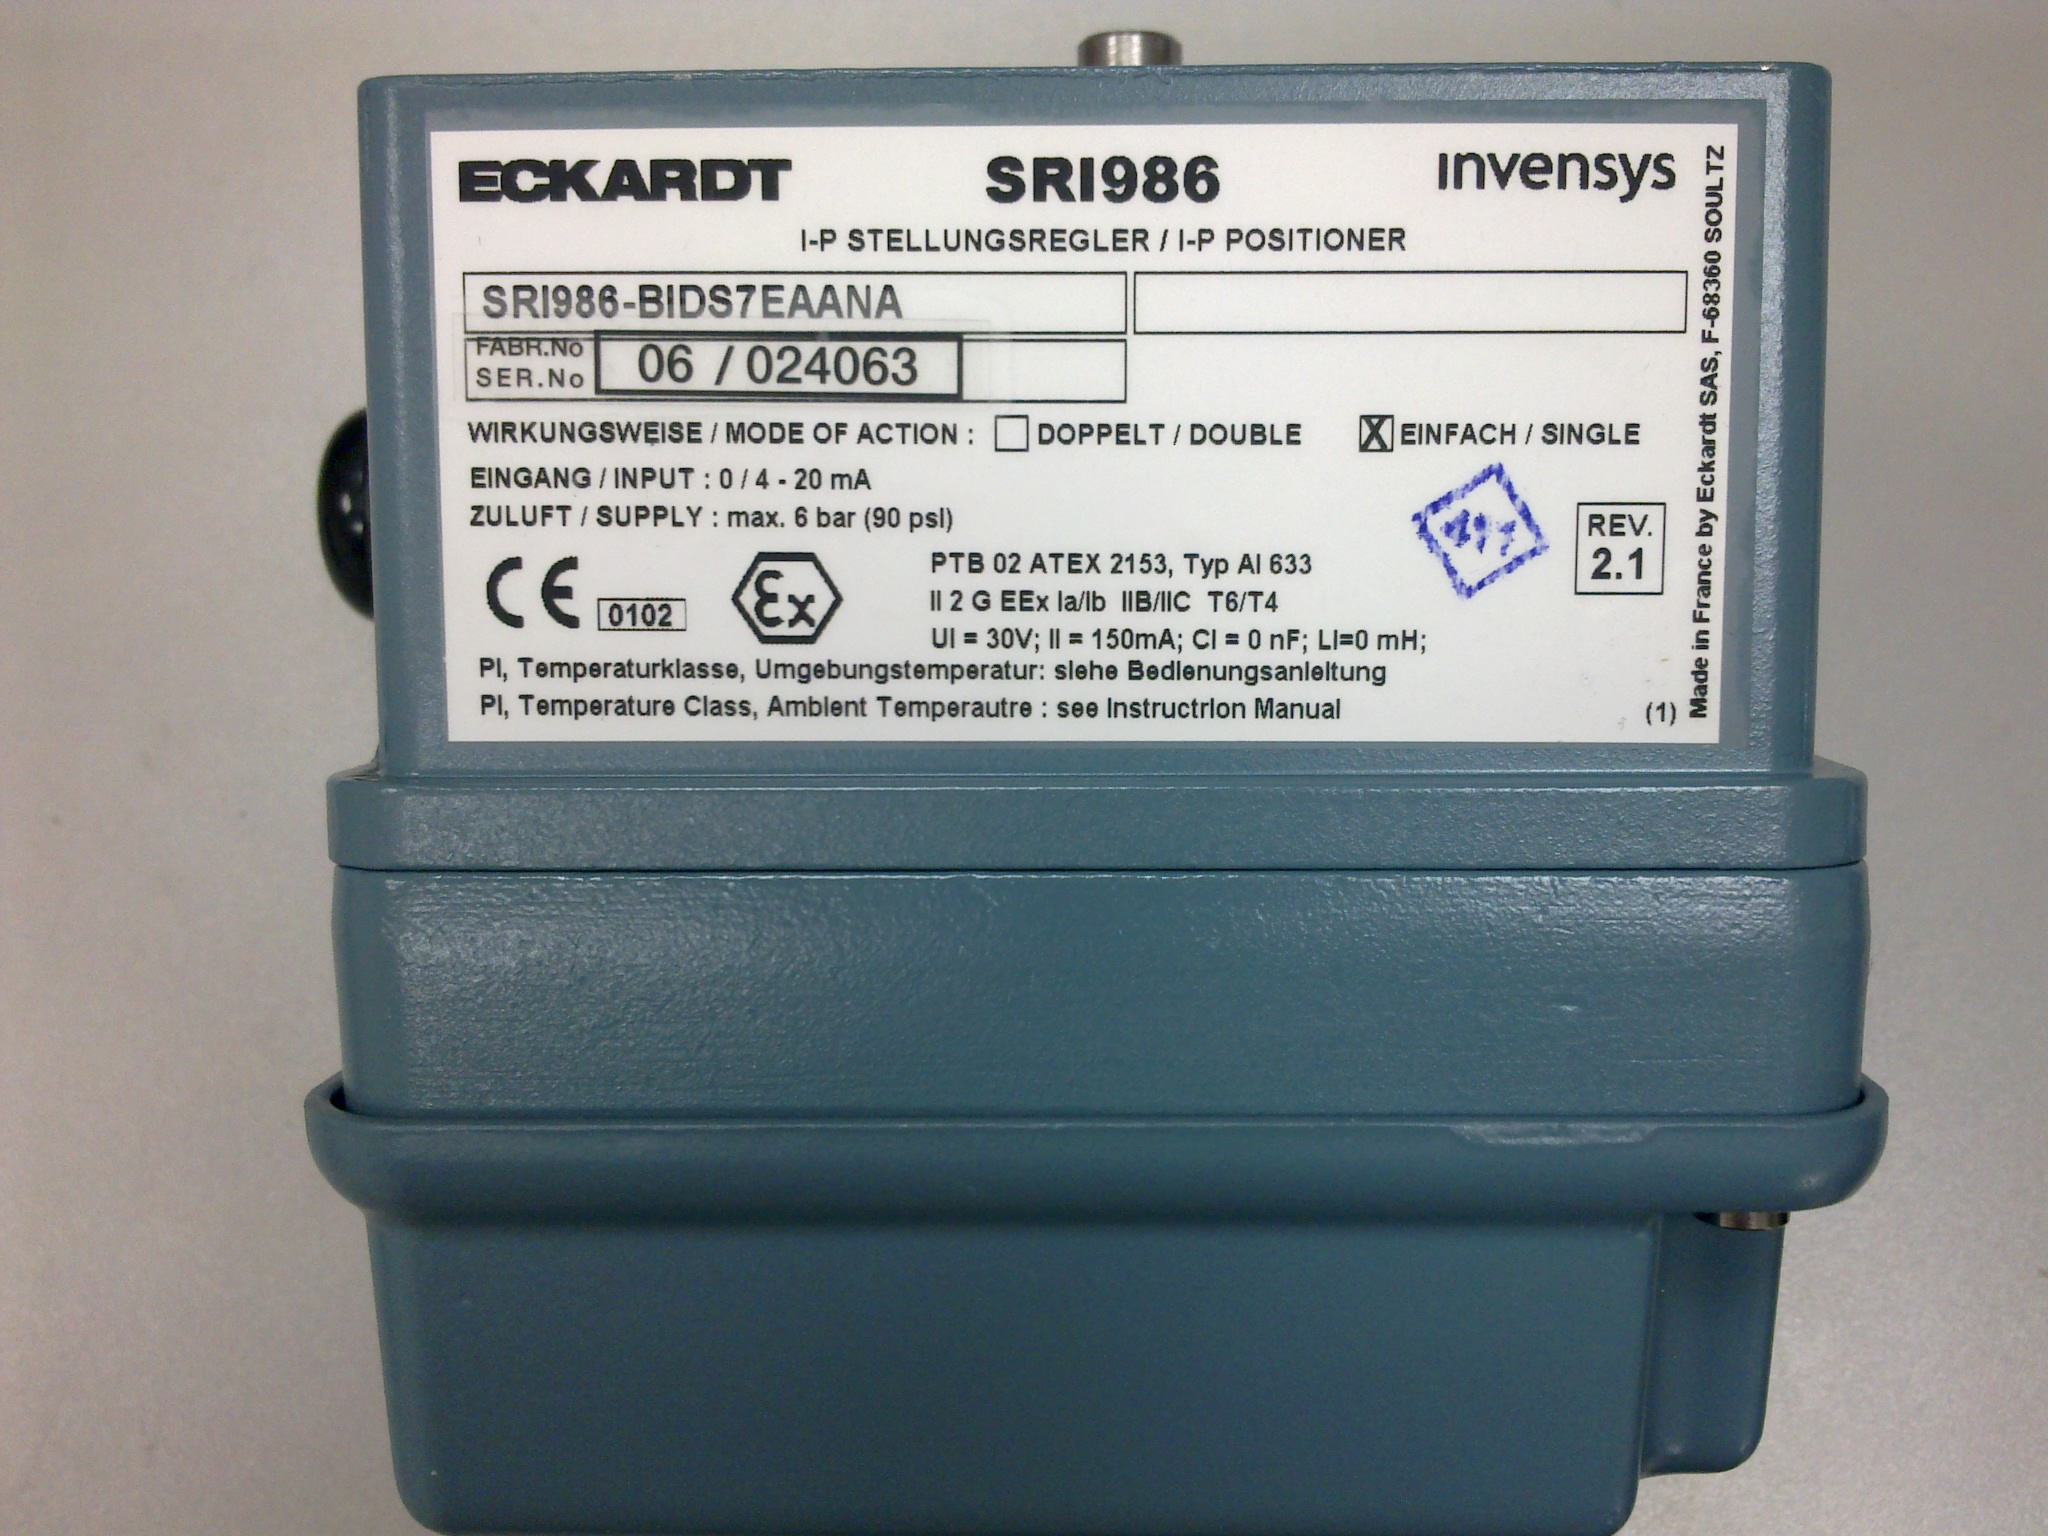 ECKARDT SRI986 invensys
I-P STELLUNGSREGLER / I-P POSITIONER
SRI986-BIDS7EAANA
FABR.No
SER.No 06 / 024063
WIRKUNGSWEISE / MODE OF ACTION : DOPPELT / DOUBLE X EINFACH / SINGLE
EINGANG / INPUT : 0 / 4 - 20 mA
ZULUFT / SUPPLY : max. 6 bar (90 psI)
REV.
2.1
CE 0102 Ex
PTB 02 ATEX 2153, Typ AI 633
II 2 G EEx Ia/Ib IIB/IIC T6/T4
UI = 30V; II = 150mA; CI = 0 nF; LI=0 mH;
PI, Temperaturklasse, Umgebungstemperatur: sIehe BedIenungsanleItung
PI, Temperature Class, AmbIent Temperautre : see InstructrIon Manual
(1)
Made in France by Eckardt SAS, F-68360 SOULTZ